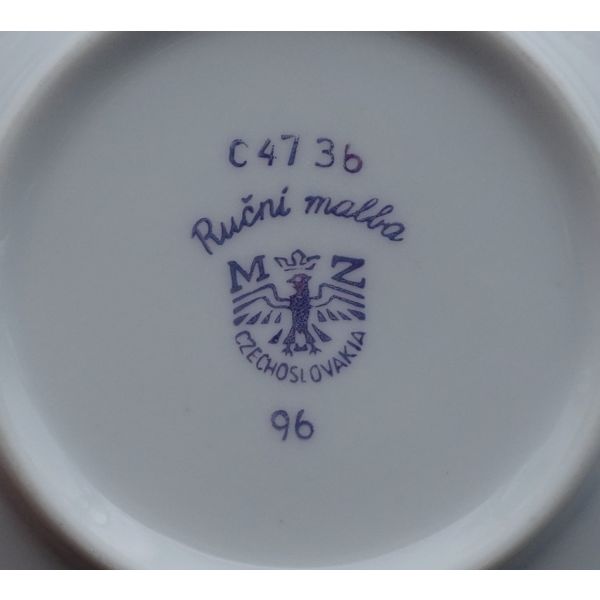 C 47 36
Ruční malba
M Z
CZECHOSLOVAKIA
96